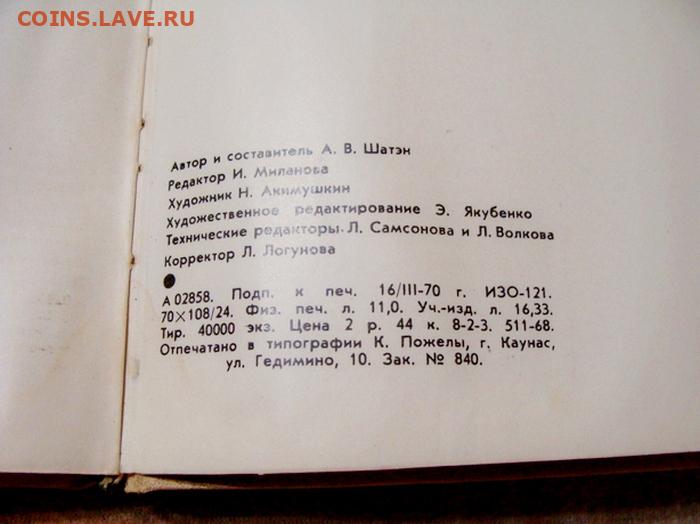 COINS.LAVE.RU
Автор и составитель А. В. Шатэн
Редактор И. Миланова
Художник Н. Акимушкин
Художественное редактирование Э. Якубенко
Технические редакторы Л. Самсонова и Л. Волкова
Корректор Л. Логунова
А 02858. Подп. к печ. 16/III-70 г. ИЗО-121.
70×108/24. Физ. печ. л. 11,0. Уч.-изд. л. 16,33.
Тир. 40000 экз. Цена 2 р. 44 к. 8-2-3. 511-68.
Отпечатано в типографии К. Пожелы, г. Каунас,
ул. Гедимино, 10. Зак. № 840.